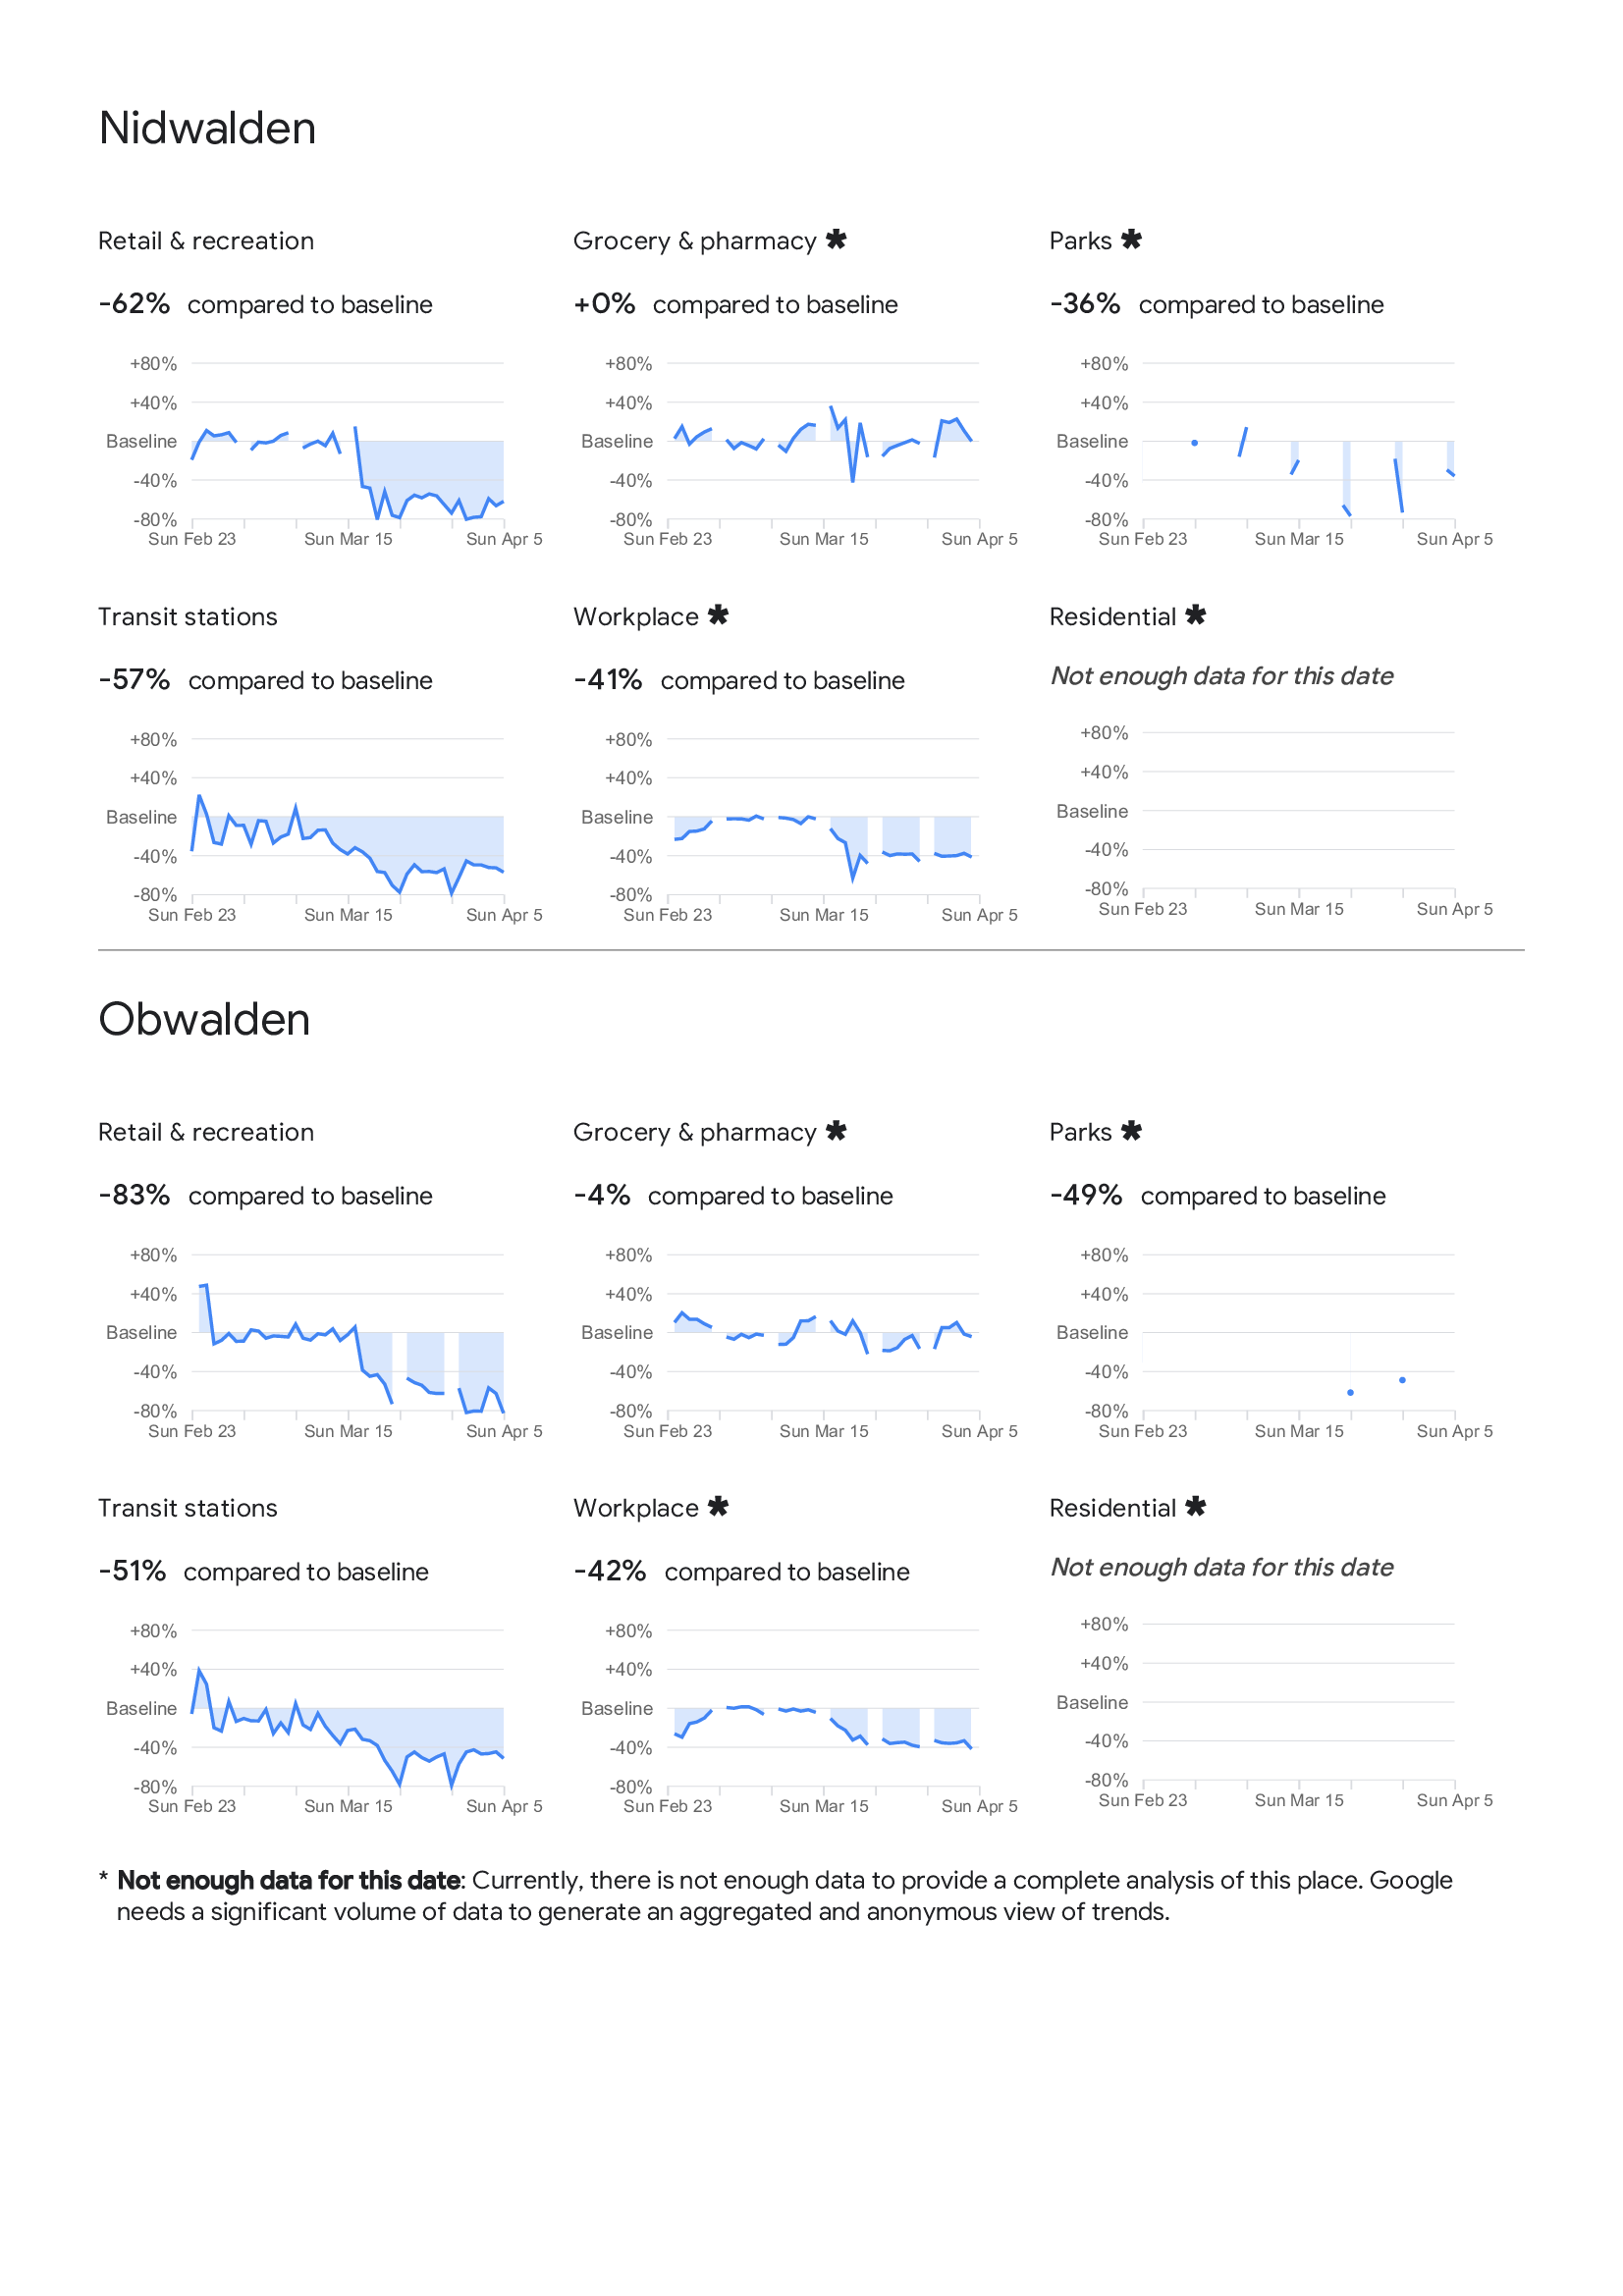 Nidwalden
Retail & recreation
-62% compared to baseline
+80%
+40%
Baseline
-40%
-80%
Sun Feb 23 Sun Mar 15 Sun Apr 5
Grocery & pharmacy *
+0% compared to baseline
+80%
+40%
Baseline
-40%
-80%
Sun Feb 23 Sun Mar 15 Sun Apr 5
Parks *
-36% compared to baseline
+80%
+40%
Baseline
-40%
-80%
Sun Feb 23 Sun Mar 15 Sun Apr 5
Transit stations
-57% compared to baseline
+80%
+40%
Baseline
-40%
-80%
Sun Feb 23 Sun Mar 15 Sun Apr 5
Workplace *
-41% compared to baseline
+80%
+40%
Baseline
-40%
-80%
Sun Feb 23 Sun Mar 15 Sun Apr 5
Residential *
Not enough data for this date
+80%
+40%
Baseline
-40%
-80%
Sun Feb 23 Sun Mar 15 Sun Apr 5
Obwalden
Retail & recreation
-83% compared to baseline
+80%
+40%
Baseline
-40%
-80%
Sun Feb 23 Sun Mar 15 Sun Apr 5
Grocery & pharmacy *
-4% compared to baseline
+80%
+40%
Baseline
-40%
-80%
Sun Feb 23 Sun Mar 15 Sun Apr 5
Parks *
-49% compared to baseline
+80%
+40%
Baseline
-40%
-80%
Sun Feb 23 Sun Mar 15 Sun Apr 5
Transit stations
-51% compared to baseline
+80%
+40%
Baseline
-40%
-80%
Sun Feb 23 Sun Mar 15 Sun Apr 5
Workplace *
-42% compared to baseline
+80%
+40%
Baseline
-40%
-80%
Sun Feb 23 Sun Mar 15 Sun Apr 5
Residential *
Not enough data for this date
+80%
+40%
Baseline
-40%
-80%
Sun Feb 23 Sun Mar 15 Sun Apr 5
* Not enough data for this date: Currently, there is not enough data to provide a complete analysis of this place. Google
needs a significant volume of data to generate an aggregated and anonymous view of trends.